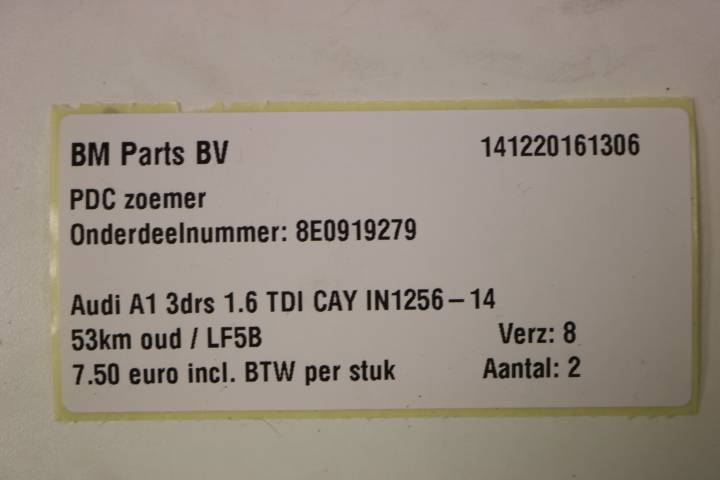 BM Parts BV 141220161306
PDC zoemer
Onderdeelnummer: 8E0919279
Audi A1 3drs 1.6 TDI CAY IN1256 – 14
53km oud / LF5B Verz: 8
7.50 euro incl. BTW per stuk Aantal: 2